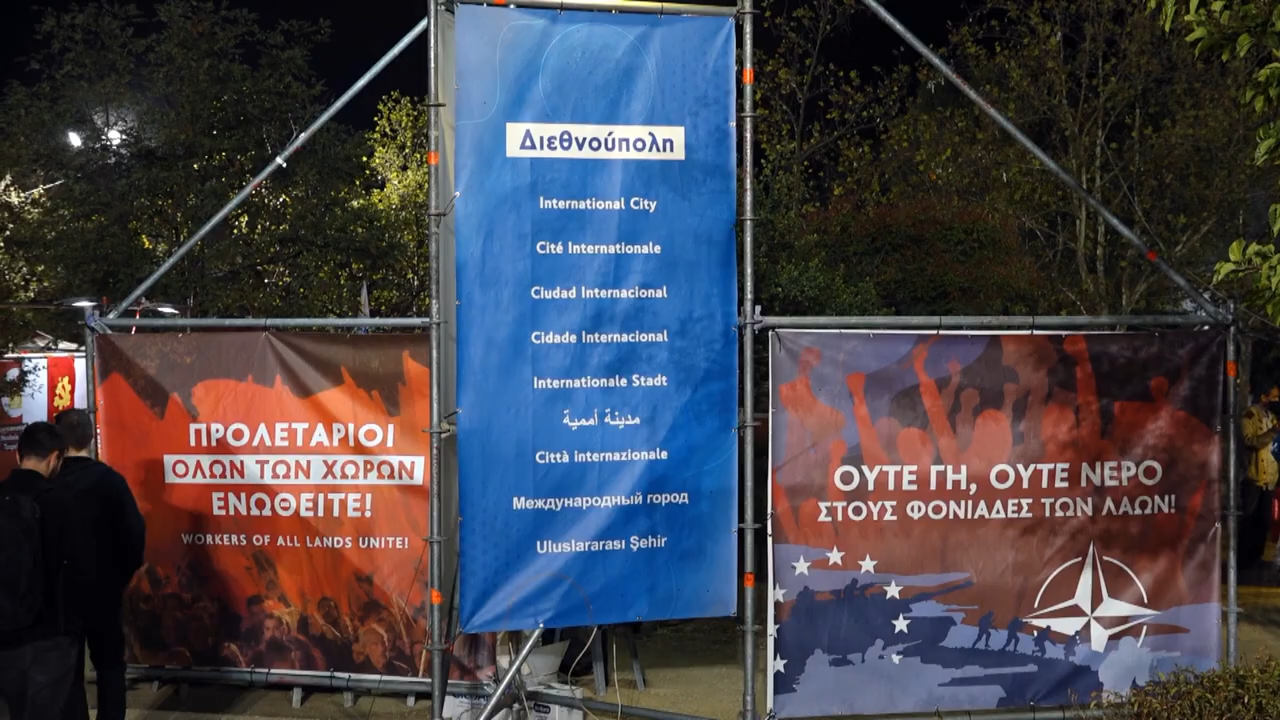 Διεθνούπολη
International City
Cité Internationale
Ciudad Internacional
Cidade Internacional
Internationale Stadt
مدينة أممية
Città internazionale
Международный город
Uluslararası Şehir
ΠΡΟΛΕΤΑΡΙΟΙ
ΟΛΩΝ ΤΩΝ ΧΩΡΩΝ
ΕΝΩΘΕΙΤΕ!
WORKERS OF ALL LANDS UNITE!
ΟΥΤΕ ΓΗ, ΟΥΤΕ ΝΕΡΟ
ΣΤΟΥΣ ΦΟΝΙΑΔΕΣ ΤΩΝ ΛΑΩΝ!